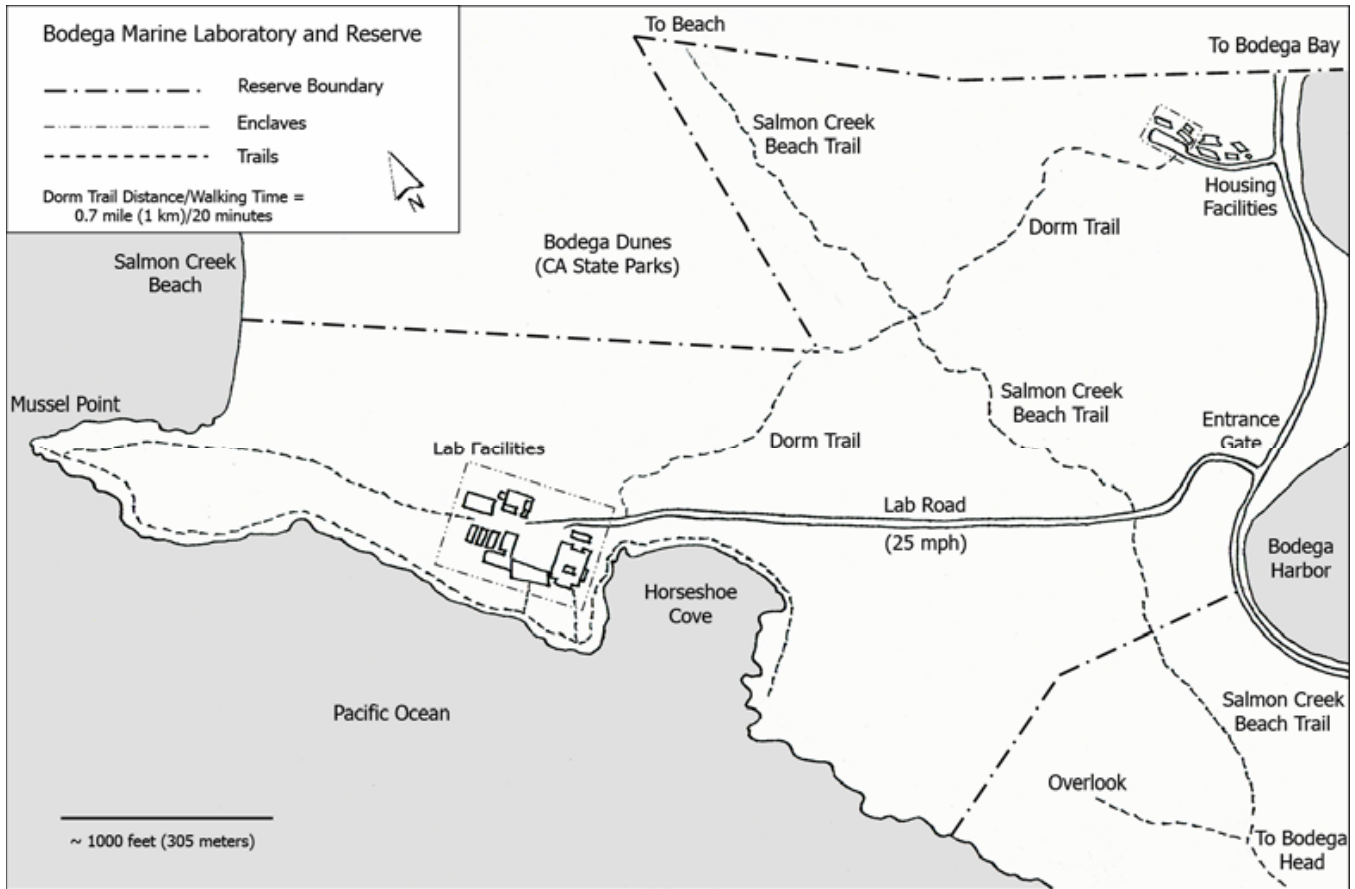 Bodega Marine Laboratory and Reserve
Reserve Boundary
Enclaves
Trails
Dorm Trail Distance/Walking Time =
0.7 mile (1 km)/20 minutes
N
To Beach
To Bodega Bay
Salmon Creek
Beach Trail
Housing
Facilities
Dorm Trail
Bodega Dunes
(CA State Parks)
Salmon Creek
Beach
Mussel Point
Salmon Creek
Beach Trail
Entrance
Gate
Dorm Trail
Lab Facilities
Lab Road
(25 mph)
Bodega
Harbor
Horseshoe
Cove
Pacific Ocean
Salmon Creek
Beach Trail
Overlook
To Bodega
Head
~ 1000 feet (305 meters)